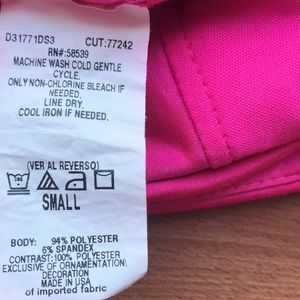 D31771DS3 CUT:77242
RN#:58539
MACHINE WASH COLD GENTLE
CYCLE.
ONLY NON-CHLORINE BLEACH IF
NEEDED.
LINE DRY.
COOL IRON IF NEEDED.
(VER AL REVERSO)
SMALL
BODY: 94% POLYESTER
6% SPANDEX
CONTRAST:100% POLYESTER
EXCLUSIVE OF ORNAMENTATION/
DECORATION
MADE IN USA
of imported fabric